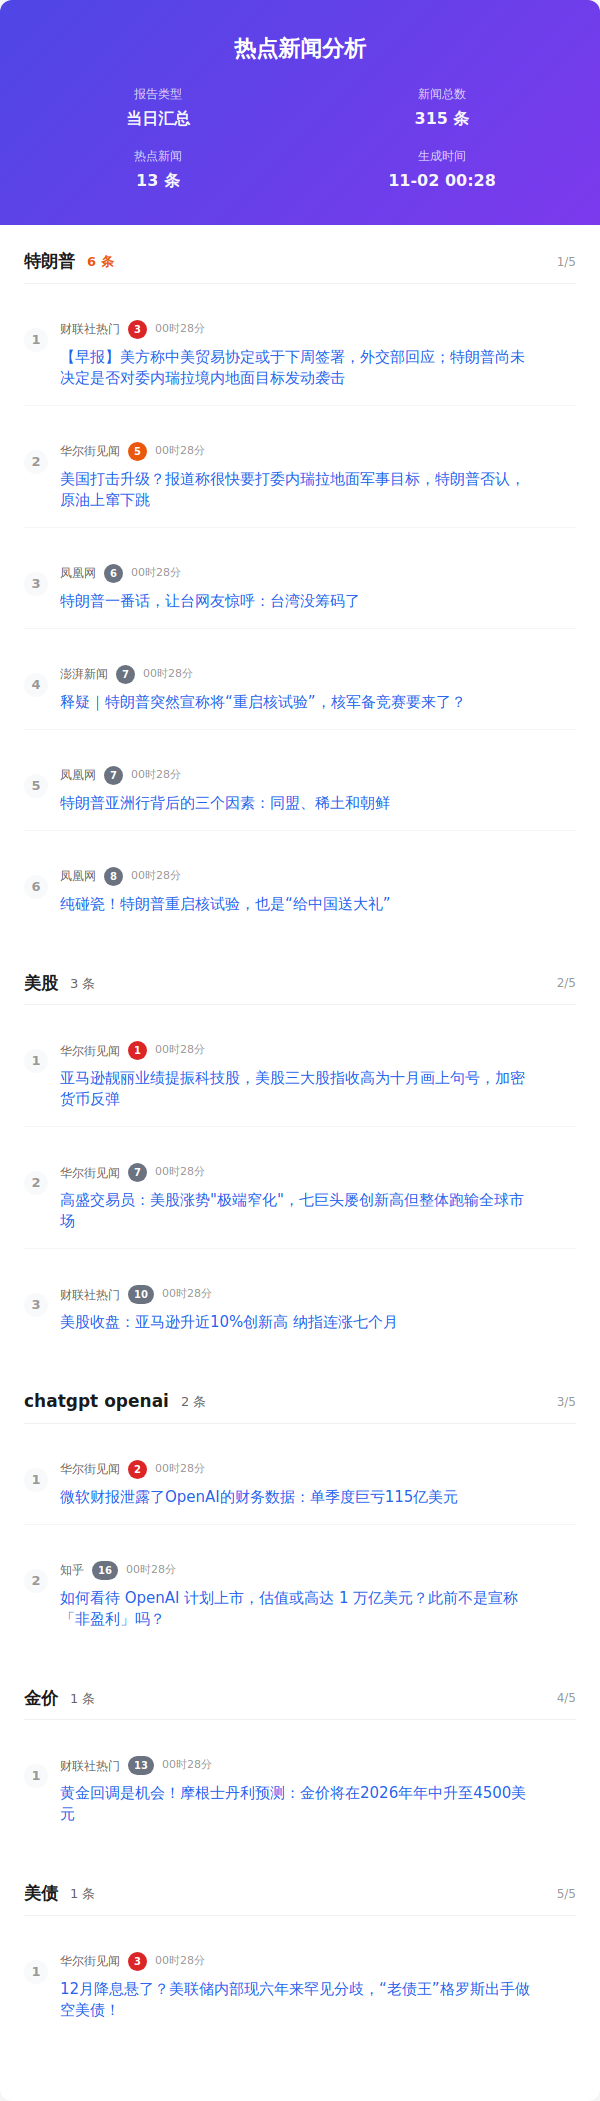 热点新闻分析
报告类型
当日汇总
新闻总数
315 条
热点新闻
13 条
生成时间
11-02 00:28
特朗普 6 条 1/5
1
财联社热门 3 00时28分
【早报】美方称中美贸易协定或于下周签署，外交部回应；特朗普尚未
决定是否对委内瑞拉境内地面目标发动袭击
2
华尔街见闻 5 00时28分
美国打击升级？报道称很快要打委内瑞拉地面军事目标，特朗普否认，
原油上窜下跳
3
凤凰网 6 00时28分
特朗普一番话，让台网友惊呼：台湾没筹码了
4
澎湃新闻 7 00时28分
释疑｜特朗普突然宣称将“重启核试验”，核军备竞赛要来了？
5
凤凰网 7 00时28分
特朗普亚洲行背后的三个因素：同盟、稀土和朝鲜
6
凤凰网 8 00时28分
纯碰瓷！特朗普重启核试验，也是“给中国送大礼”
美股 3 条 2/5
1
华尔街见闻 1 00时28分
亚马逊靓丽业绩提振科技股，美股三大股指收高为十月画上句号，加密
货币反弹
2
华尔街见闻 7 00时28分
高盛交易员：美股涨势"极端窄化"，七巨头屡创新高但整体跑输全球市
场
3
财联社热门 10 00时28分
美股收盘：亚马逊升近10%创新高 纳指连涨七个月
chatgpt openai 2 条 3/5
1
华尔街见闻 2 00时28分
微软财报泄露了OpenAI的财务数据：单季度巨亏115亿美元
2
知乎 16 00时28分
如何看待 OpenAI 计划上市，估值或高达 1 万亿美元？此前不是宣称
「非盈利」吗？
金价 1 条 4/5
1
财联社热门 13 00时28分
黄金回调是机会！摩根士丹利预测：金价将在2026年年中升至4500美
元
美债 1 条 5/5
1
华尔街见闻 3 00时28分
12月降息悬了？美联储内部现六年来罕见分歧，“老债王”格罗斯出手做
空美债！